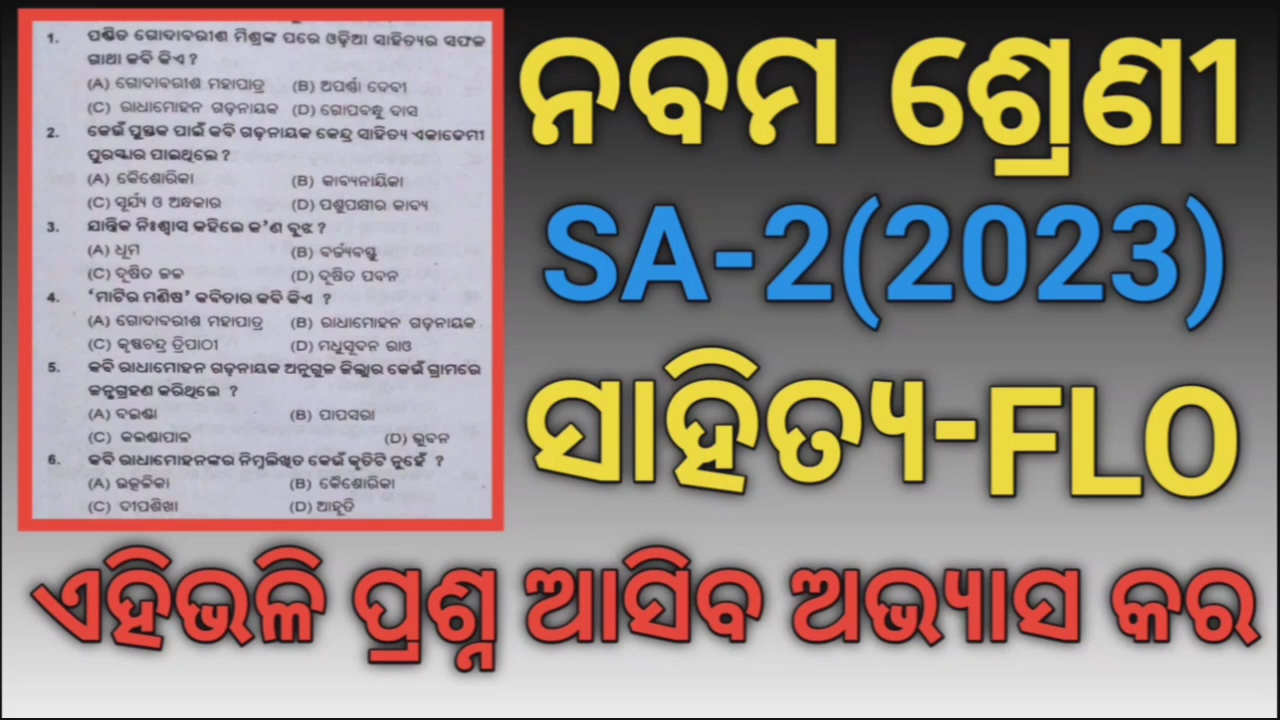 1. ପଣ୍ଡିତ ଗୋଦାବରୀଶ ମିଶ୍ରଙ୍କ ପରେ ଓଡ଼ିଆ ସାହିତ୍ୟର ସଫଳ
ଗାଥା କବି କିଏ ?
(A) ଗୋଦାବରୀଶ ମହାପାତ୍ର (B) ଅପର୍ଣ୍ଣା ଦେବୀ
(C) ରାଧାମୋହନ ଗଡ଼ନାୟକ (D) ଗୋପବନ୍ଧୁ ଦାସ
2. କେଉଁ ପୁସ୍ତକ ପାଇଁ କବି ଗଡ଼ନାୟକ କେନ୍ଦ୍ର ସାହିତ୍ୟ ଏକାଡେମୀ
ପୁରସ୍କାର ପାଇଥିଲେ ?
(A) କୈଶୋରିକା (B) କାବ୍ୟନାୟିକା
(C) ସୂର୍ଯ୍ୟ ଓ ଅନ୍ଧକାର (D) ପଶୁପକ୍ଷୀର କାବ୍ୟ
3. ଯାନ୍ତ୍ରିକ ନିଃଶ୍ୱାସ କହିଲେ କ'ଣ ବୁଝ ?
(A) ଧୂମ (B) ବର୍ଜ୍ୟବସ୍ତୁ
(C) ଦୂଷିତ ଜଳ (D) ଦୂଷିତ ପବନ
4. ‘ମାଟିର ମଣିଷ’ କବିତାର କବି କିଏ ?
(A) ଗୋଦାବରୀଶ ମହାପାତ୍ର (B) ରାଧାମୋହନ ଗଡ଼ନାୟକ
(C) କୃଷ୍ଣଚନ୍ଦ୍ର ତ୍ରିପାଠୀ (D) ମଧୁସୂଦନ ରାଓ
5. କବି ରାଧାମୋହନ ଗଡ଼ନାୟକ ଅନୁଗୁଳ ଜିଲ୍ଲାର କେଉଁ ଗ୍ରାମରେ
ଜନ୍ମଗ୍ରହଣ କରିଥିଲେ ?
(A) ବଇଣ୍ଡା (B) ପାପସରା
(C) କଇଣ୍ଡାପାଳ (D) ଭୁବନ
6. କବି ରାଧାମୋହନଙ୍କର ନିମ୍ନଲିଖିତ କେଉଁ କୃତିଟି ନୁହେଁ ?
(A) ଉତ୍କଳିକା (B) କୈଶୋରିକା
(C) ଦୀପଶିଖା (D) ଆହୂତି
ନବମ ଶ୍ରେଣୀ
SA-2(2023)
ସାହିତ୍ୟ-FLO
ଏହିଭଳି ପ୍ରଶ୍ନ ଆସିବ ଅଭ୍ୟାସ କର